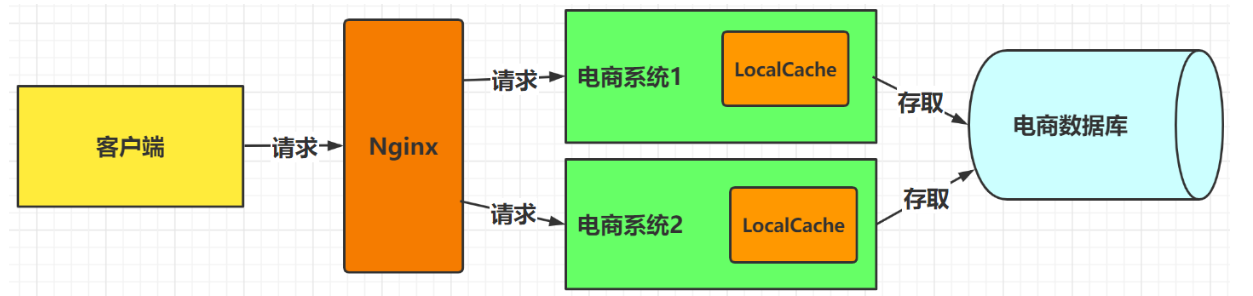 客户端
请求
Nginx
请求
电商系统1
LocalCache
存取
电商数据库
请求
电商系统2
LocalCache
存取